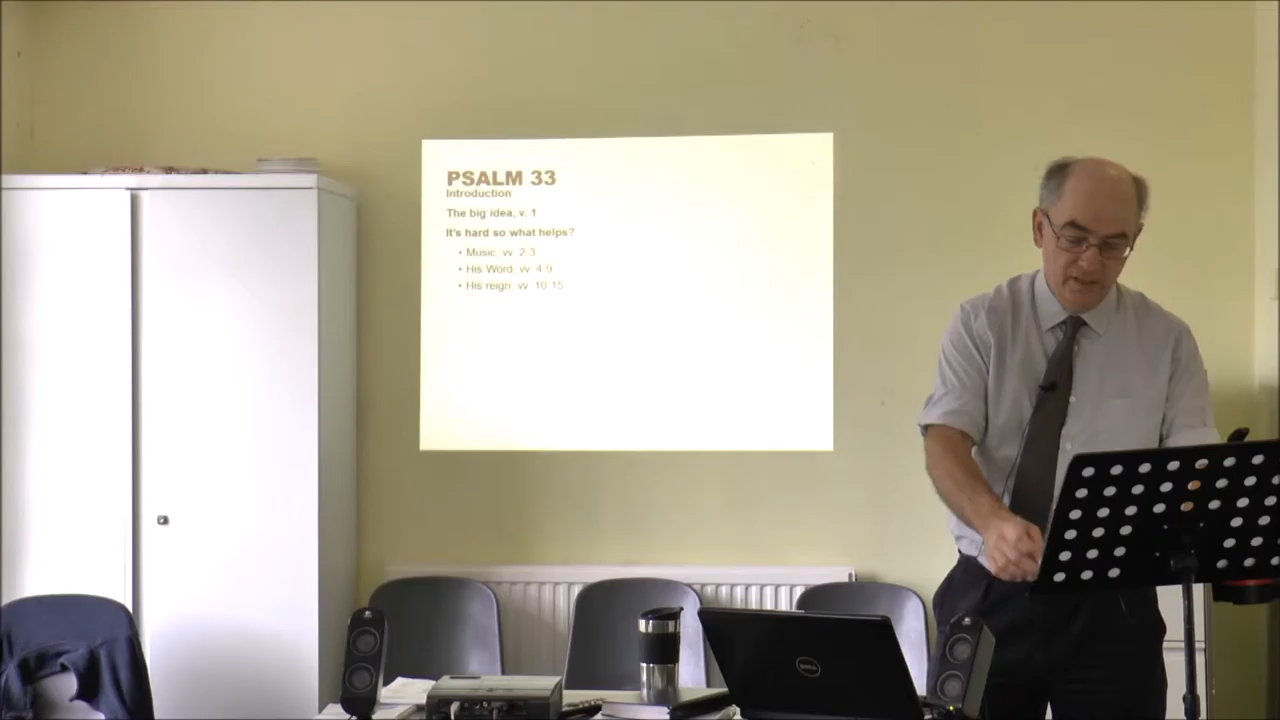 PSALM 33
Introduction
The big idea, v. 1
It's hard so what helps?
• Music, vv. 2-3
• His Word, vv. 4-9
• His reign, vv. 10-15
DELL